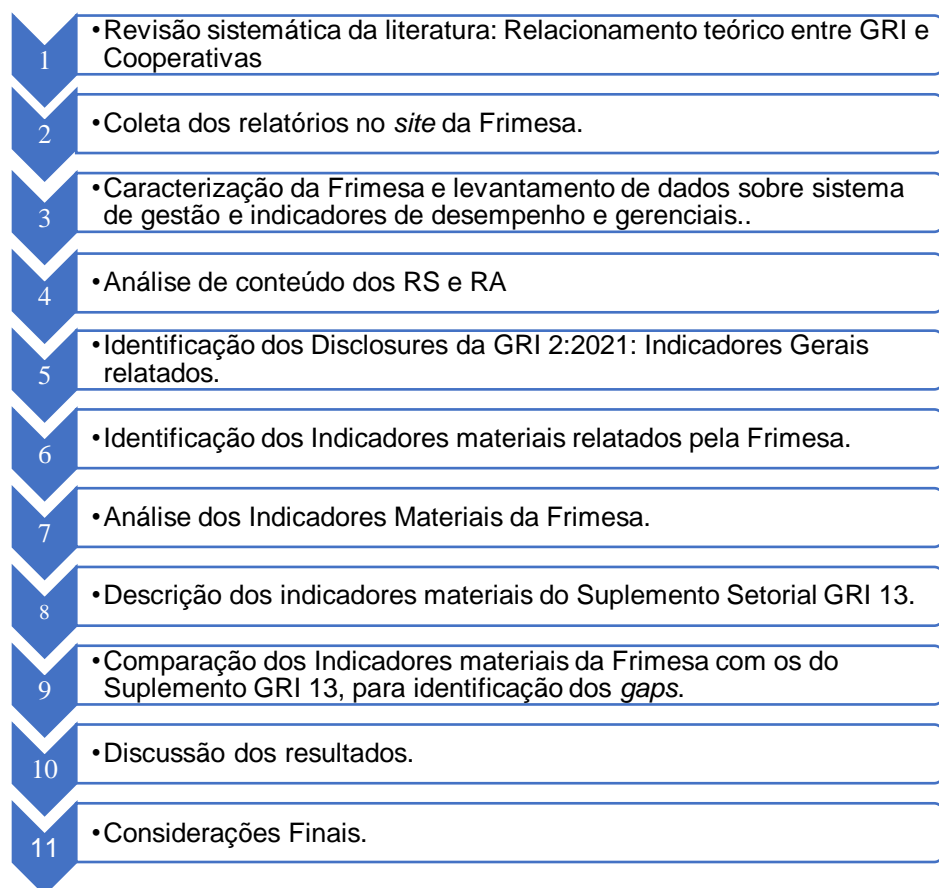 1
•Revisão sistemática da literatura: Relacionamento teórico entre GRI e
Cooperativas
2
•Coleta dos relatórios no site da Frimesa.
3
•Caracterização da Frimesa e levantamento de dados sobre sistema
de gestão e indicadores de desempenho e gerenciais..
4
•Análise de conteúdo dos RS e RA
5
•Identificação dos Disclosures da GRI 2:2021: Indicadores Gerais
relatados.
6
•Identificação dos Indicadores materiais relatados pela Frimesa.
7
•Análise dos Indicadores Materiais da Frimesa.
8
•Descrição dos indicadores materiais do Suplemento Setorial GRI 13.
9
•Comparação dos Indicadores materiais da Frimesa com os do
Suplemento GRI 13, para identificação dos gaps.
10
•Discussão dos resultados.
11
•Considerações Finais.